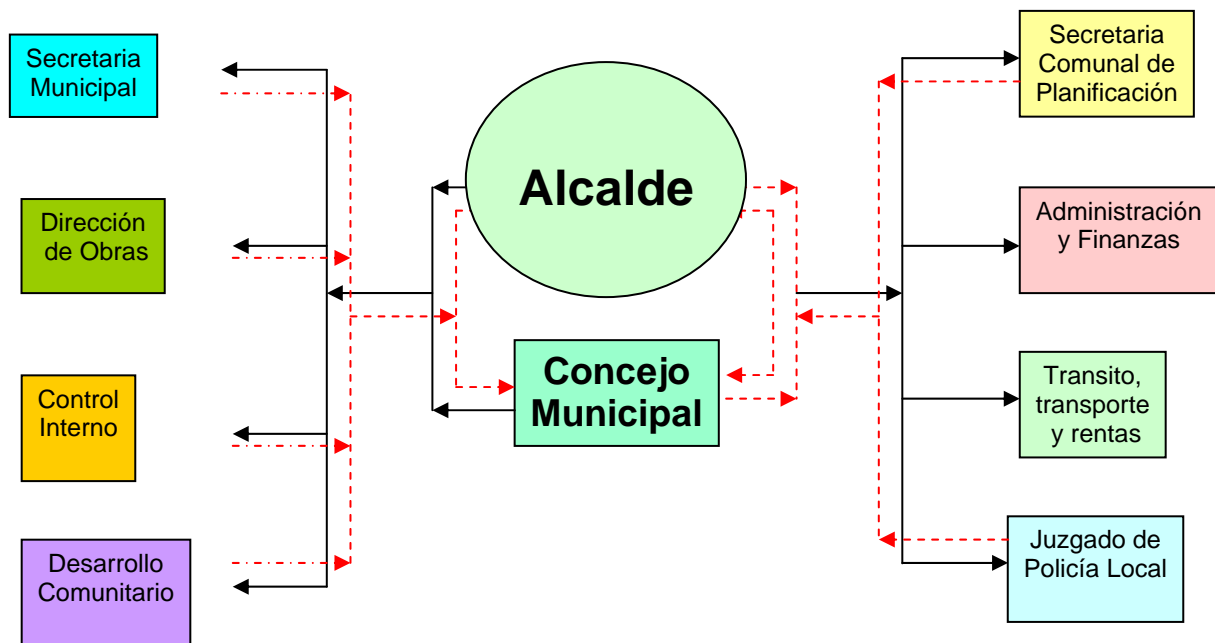 Secretaria
Municipal
Dirección
de Obras
Control
Interno
Desarrollo
Comunitario
Alcalde
Concejo
Municipal
Secretaria
Comunal de
Planificación
Administración
y Finanzas
Transito,
transporte
y rentas
Juzgado de
Policía Local